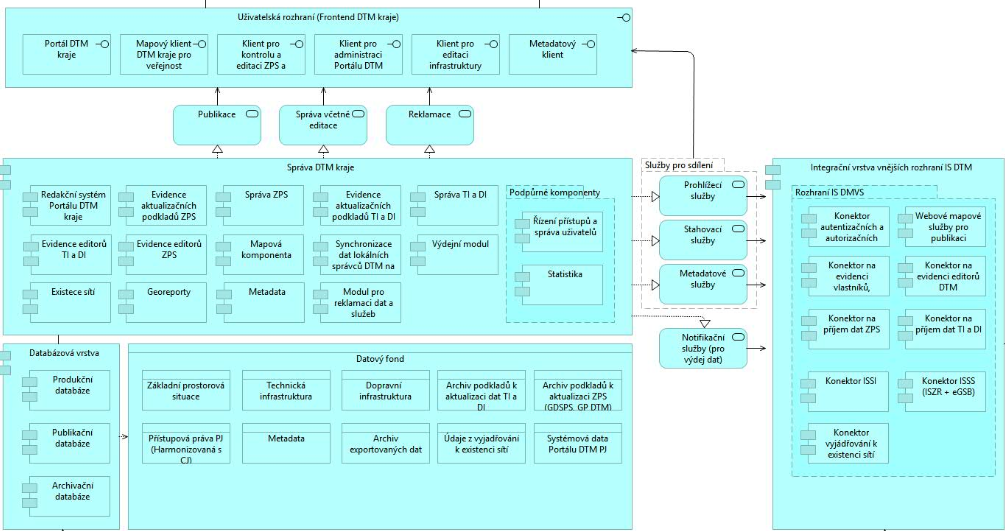 Uživatelská rozhraní (Frontend DTM kraje)
Portál DTM
kraje
Mapový klient
DTM kraje pro
veřejnost
Klient pro
kontrolu a
editaci ZPS a
Klient pro
administraci
Portálu DTM
Klient pro
editaci
infrastruktury
Metadatový
klient
Publikace
Správa včetně
editace
Reklamace
Správa DTM kraje
Redakční systém
Portálu DTM
kraje
Evidence
aktualizačních
podkladů ZPS
Správa ZPS
Evidence
aktualizačních
podkladů TI a DI
Správa TI a DI
Evidence editorů
TI a DI
Evidence editorů
ZPS
Mapová
komponenta
Synchronizace
dat lokálních
správců DTM na
Výdejní modul
Existece sítí
Georeporty
Metadata
Modul pro
reklamaci dat a
služeb
Podpůrné komponenty
Řízení přístupů a
správa uživatelů
Statistika
Služby pro sdílení
Prohlížecí
služby
Stahovací
služby
Metadatové
služby
Notifikační
služby (pro
výdej dat)
Integrační vrstva vnějších rozhraní IS DTM
Rozhraní IS DMVS
Konektor
autentizačních a
autorizačních
Webové mapové
služby pro
publikaci
Konektor na
evidenci
vlastníků,
Konektor na
evidenci editorů
DTM
Konektor na
příjem dat ZPS
Konektor na
příjem dat TI a DI
Konektor ISSI
Konektor ISSS
(ISZR + eGSB)
Konektor
vyjádřování k
existenci sítí
Databázová vrstva
Produkční
databáze
Publikační
databáze
Archivační
databáze
Datový fond
Základní prostorová
situace
Technická
infrastruktura
Dopravní
infrastruktura
Archiv podkladů k
aktualizaci dat TI a
DI
Archiv podkladů k
aktualizaci ZPS
(GDSPS, GP DTM)
Přístupová práva PJ
(Harmonizovaná s
CJ)
Metadata
Archiv
exportovaných dat
Údaje z vyjadřování
k existenci sítí
Systémová data
Portálu DTM PJ